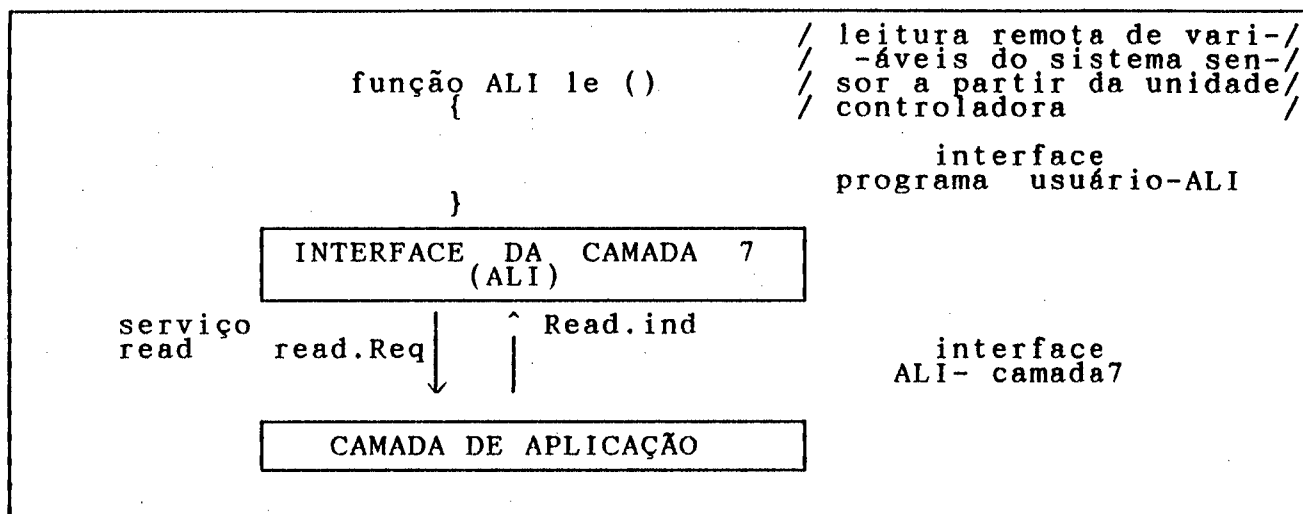 / leitura remota de vari-/
/ -áveis do sistema sen-/
função ALI le () / sor a partir da unidade/
{ / controladora /
interface
programa usuário-ALI
}
INTERFACE DA CAMADA 7
(ALI)
serviço ^ Read.ind
read read.Req interface
ALI- camada7
CAMADA DE APLICAÇÃO